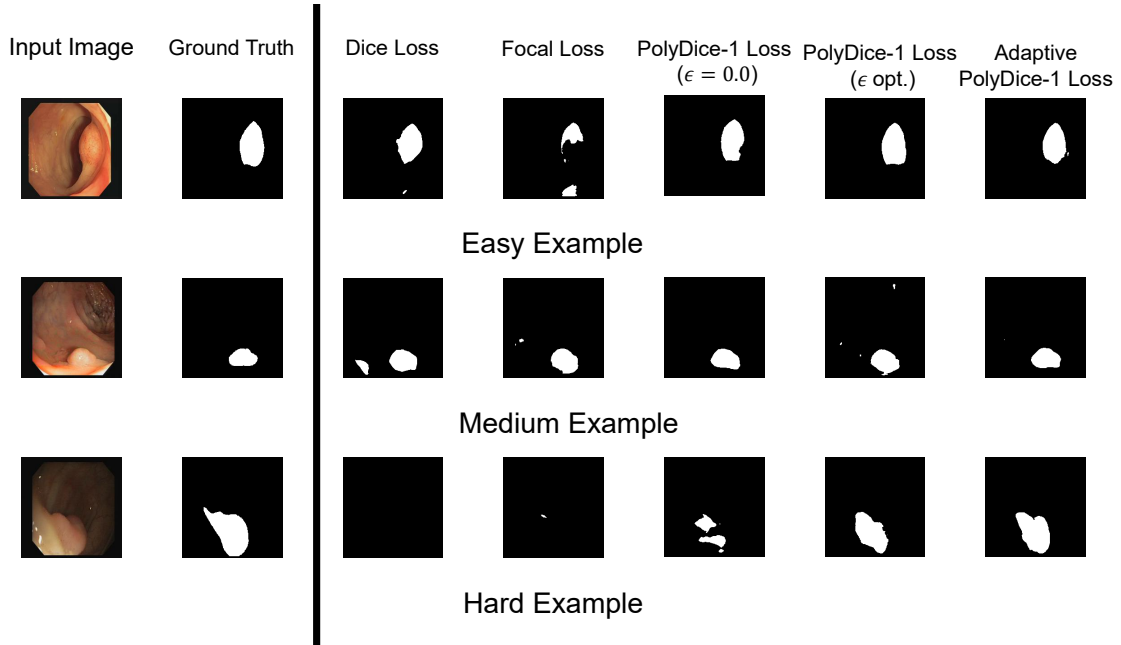 Input Image
Ground Truth
Dice Loss
Focal Loss
PolyDice-1 Loss
(ϵ = 0.0)
PolyDice-1 Loss
(ϵ opt.)
Adaptive
PolyDice-1 Loss
Easy Example
Medium Example
Hard Example